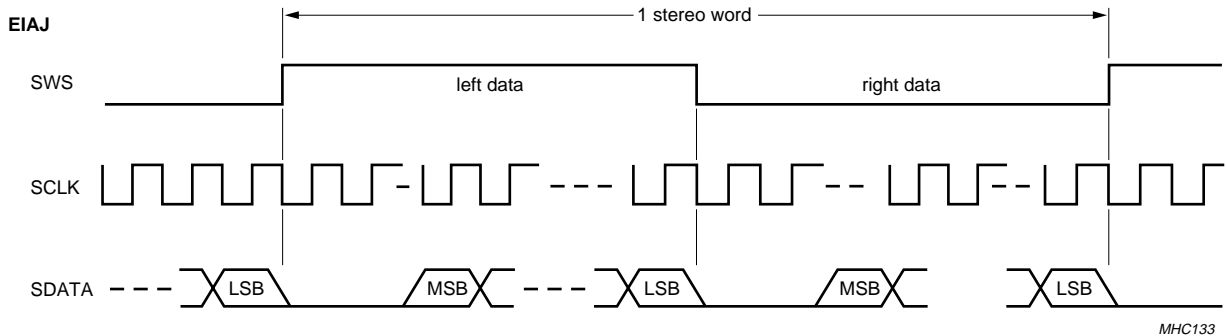 EIAJ
1 stereo word
SWS
left data
right data
SCLK
SDATA
LSB
MSB
LSB
MSB
LSB
MHC133